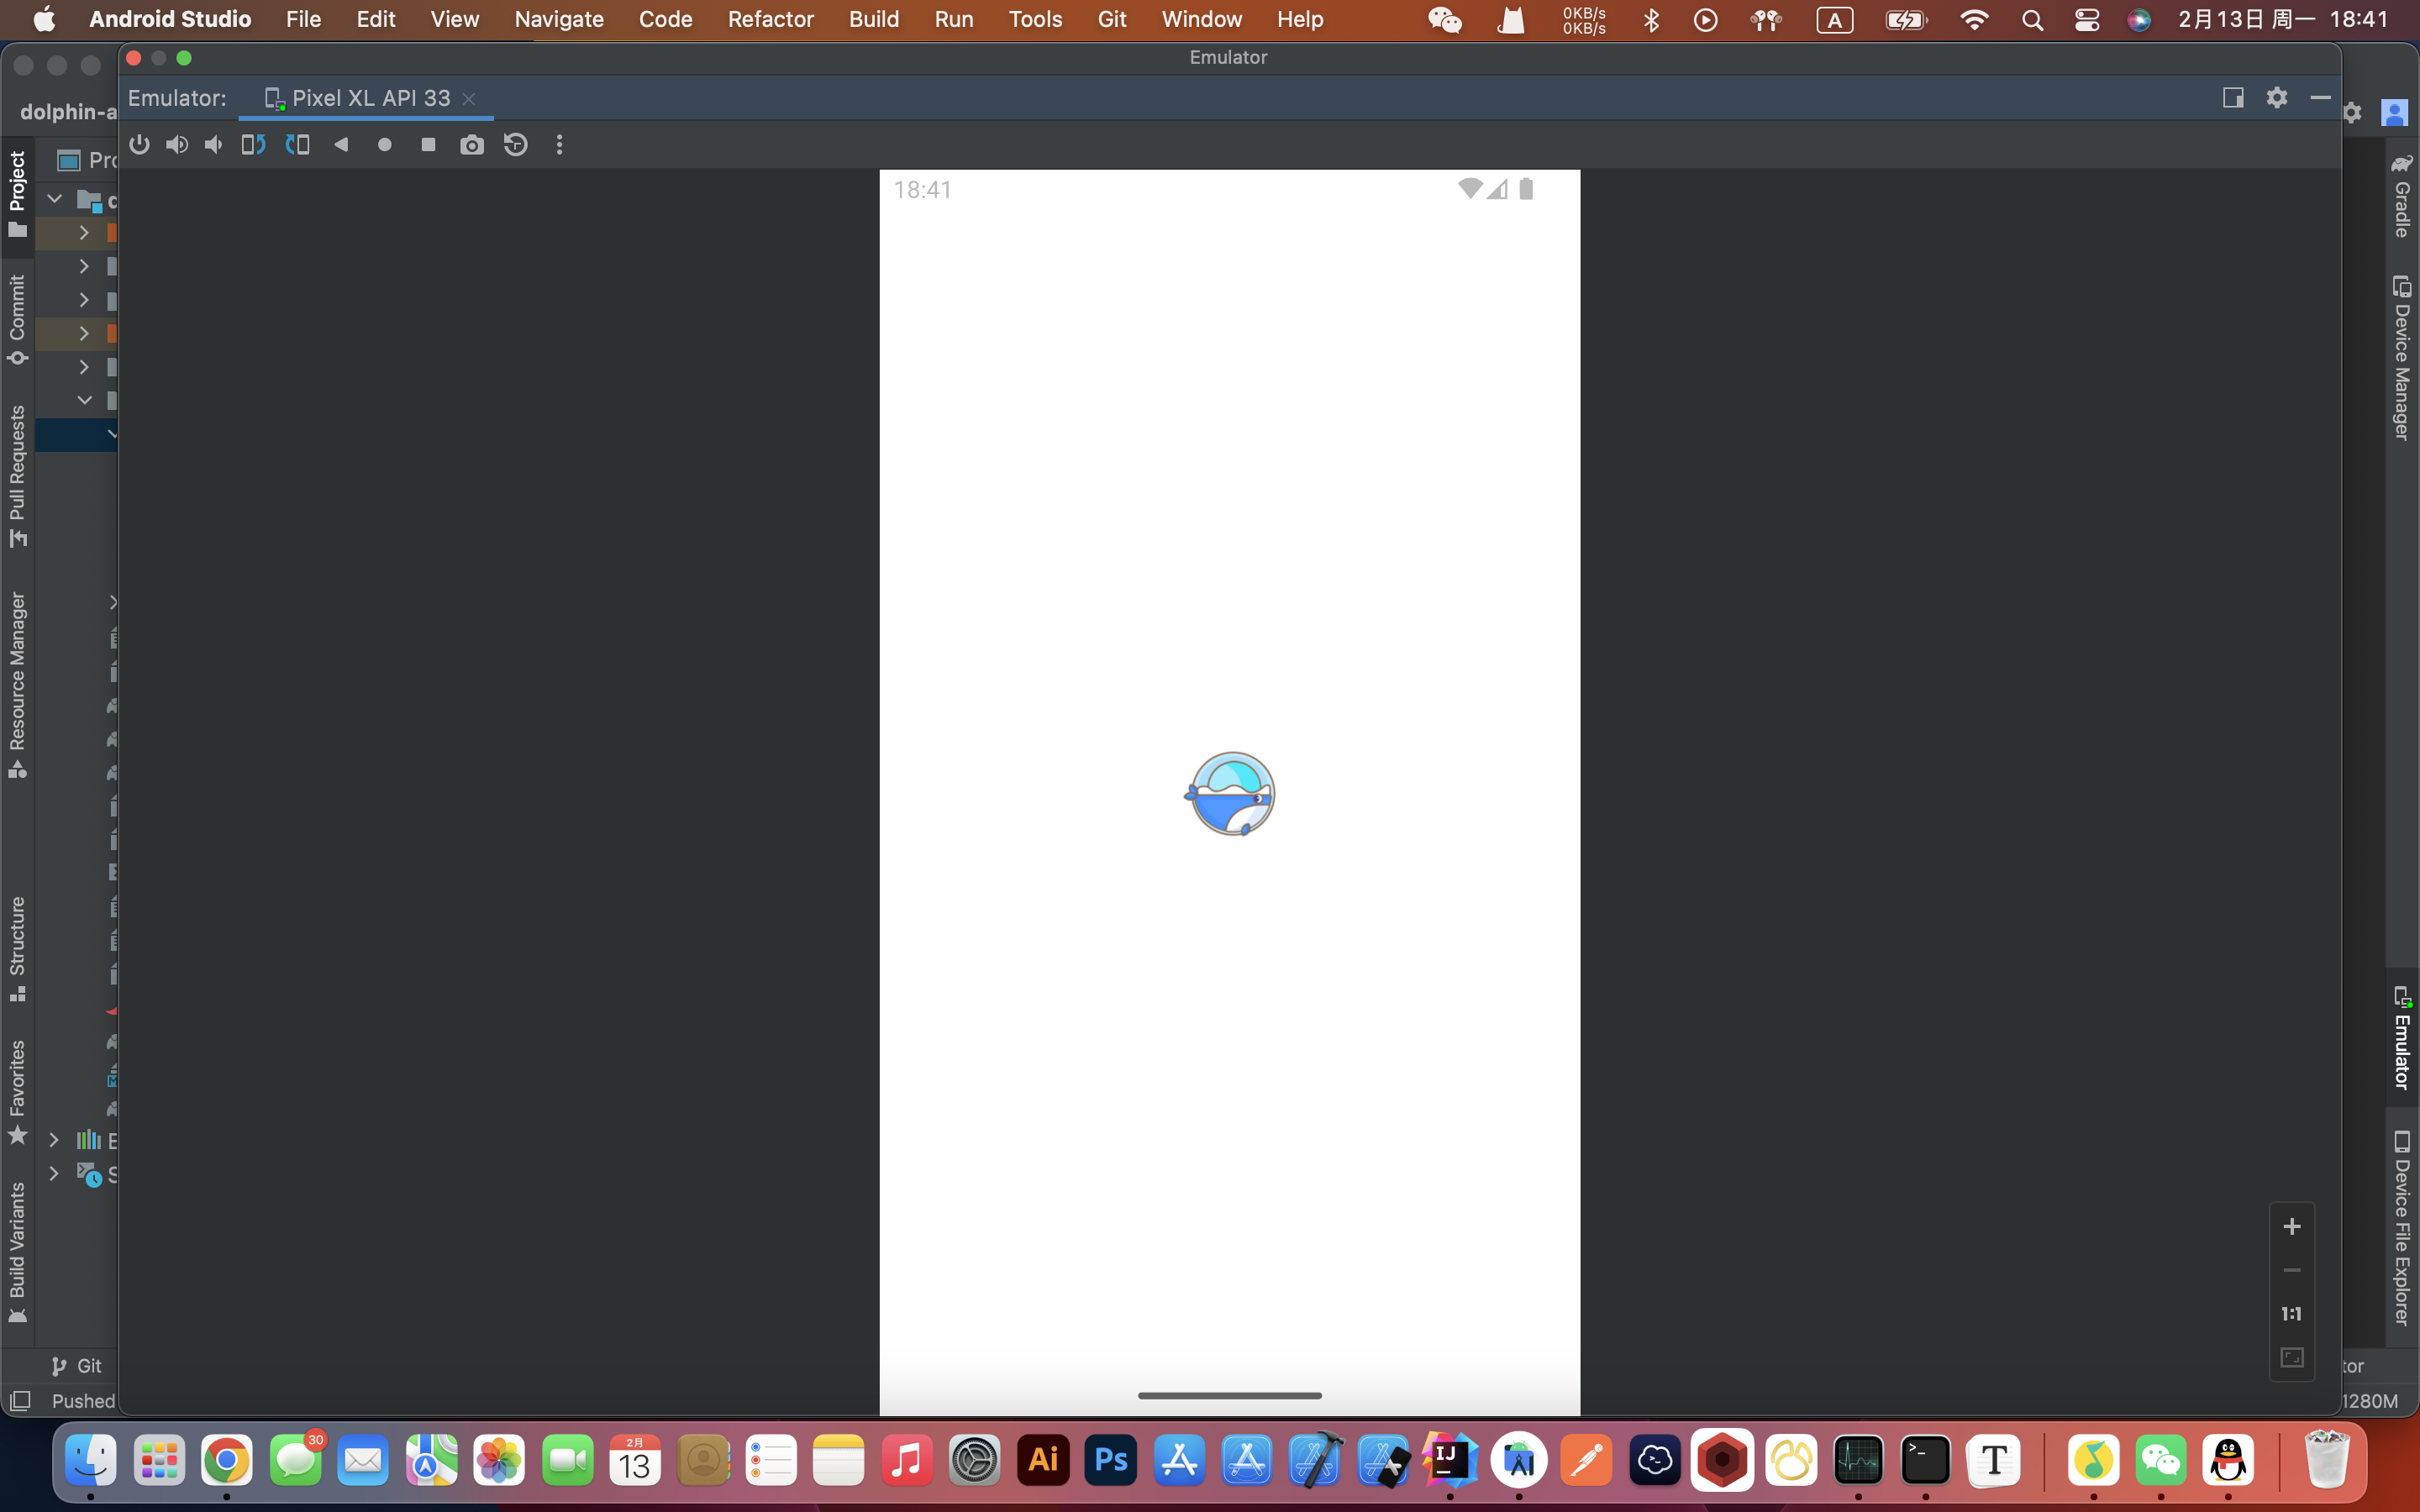 Android Studio File Edit View Navigate Code Refactor Build Run Tools Git Window Help 0KB/s A 2月13日 周一 18:41
0KB/s
Emulator
dolphin-a
Emulator: Pixel XL API 33
18:41
Project
Commit
Pull Requests
Resource Manager
Structure
Favorites
Build Variants
Gradle
Device Manager
Emulator
Device File Explorer
1:1
Git
Pushed
1280M
30
2月
13
Ai
Ps
IJ
T